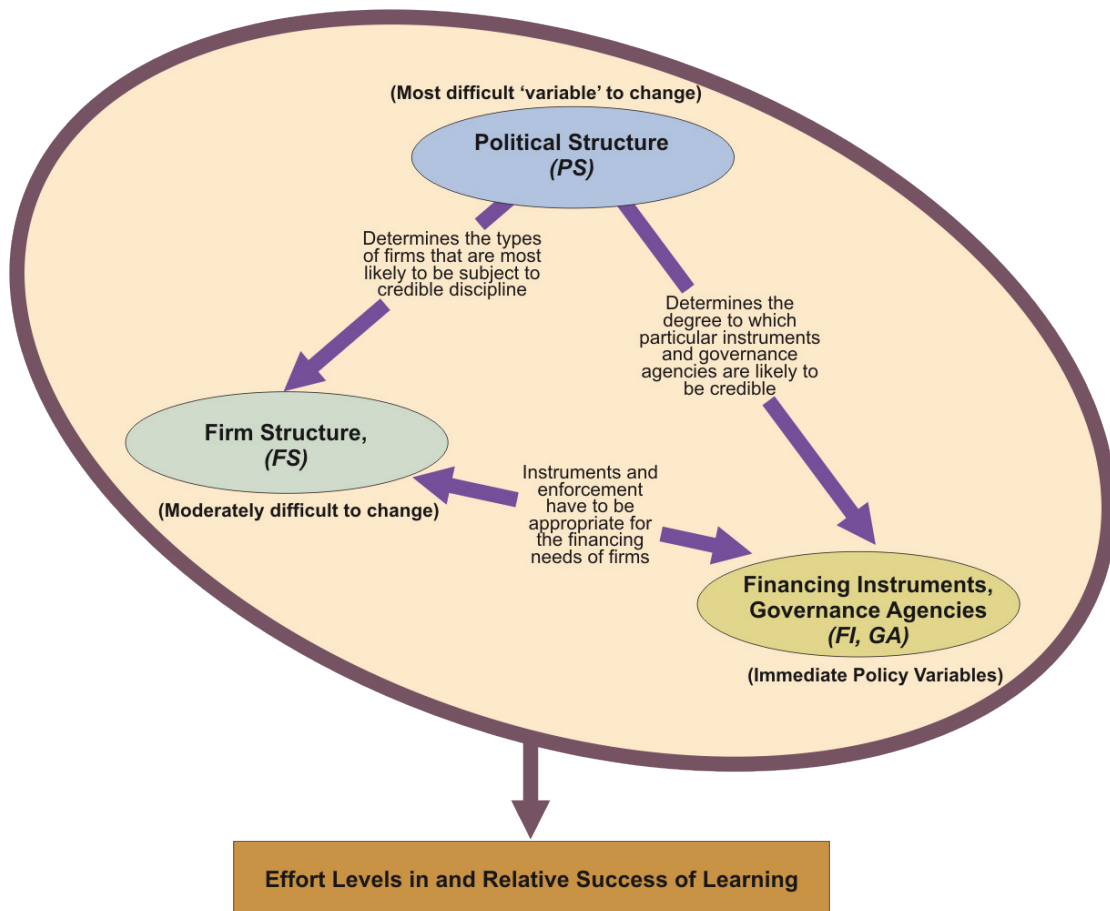 (Most difficult ‘variable’ to change)
Political Structure
(PS)
Determines the types
of firms that are most
likely to be subject to
credible discipline
Determines the
degree to which
particular instruments
and governance
agencies are likely to
be credible
Firm Structure,
(FS)
(Moderately difficult to change)
Instruments and
enforcement
have to be
appropriate for
the financing
needs of firms
Financing Instruments,
Governance Agencies
(FI, GA)
(Immediate Policy Variables)
Effort Levels in and Relative Success of Learning